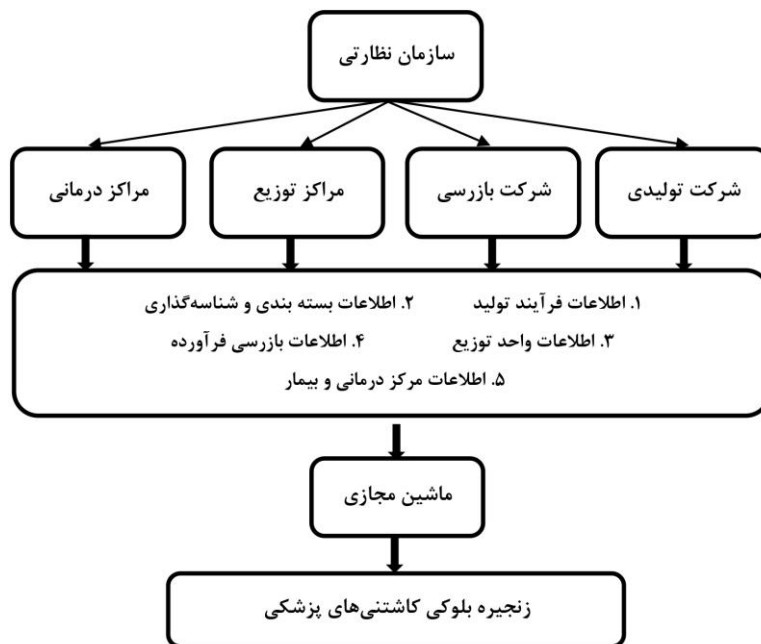 سازمان نظارتی
شرکت تولیدی
شرکت بازرسی
مراکز توزیع
مراکز درمانی
۱. اطلاعات فرآیند تولید ۲. اطلاعات بسته بندی و شناسه‌گذاری
۳. اطلاعات واحد توزیع ۴. اطلاعات بازرسی فرآورده
۵. اطلاعات مرکز درمانی و بیمار
ماشین مجازی
زنجیره بلوکی کاشتنی‌های پزشکی